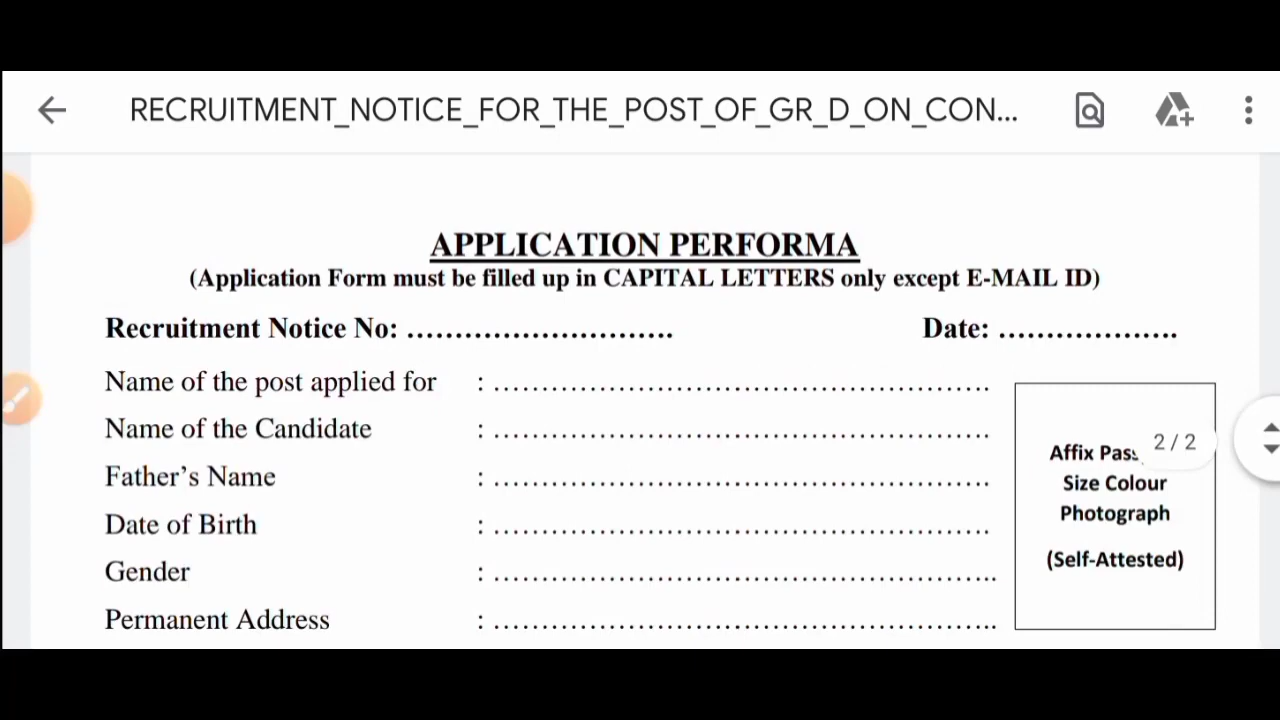 RECRUITMENT_NOTICE_FOR_THE_POST_OF_GR_D_ON_CON...
APPLICATION PERFORMA
(Application Form must be filled up in CAPITAL LETTERS only except E-MAIL ID)
Recruitment Notice No: ............................ Date: ...................
Name of the post applied for : ....................................................
Name of the Candidate : ....................................................
Father’s Name : ....................................................
Date of Birth : ....................................................
Gender : .....................................................
Permanent Address : .....................................................
Affix
2 / 2
Size Colour
Photograph
(Self-Attested)